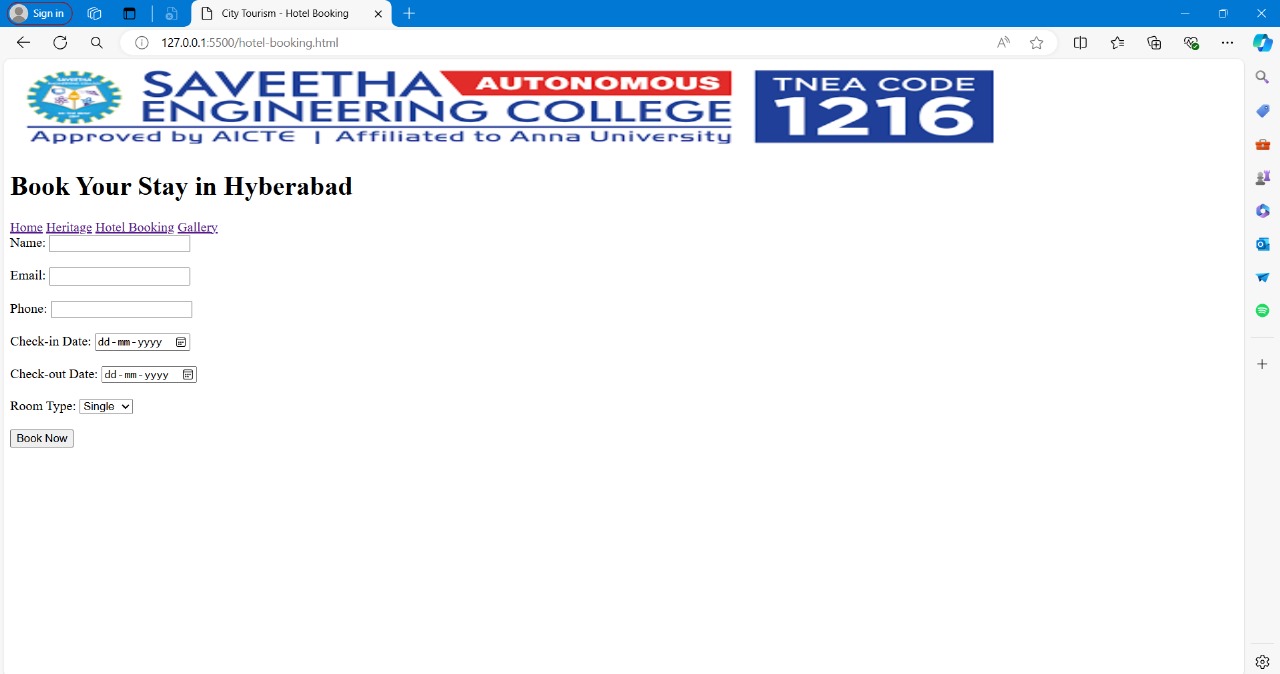 Sign in
City Tourism - Hotel Booking
127.0.0.1:5500/hotel-booking.html
SAVEETHA AUTONOMOUS
ENGINEERING COLLEGE
Approved by AICTE | Affiliated to Anna University
TNEA CODE
1216
Book Your Stay in Hyberabad
Home Heritage Hotel Booking Gallery
Name:
Email:
Phone:
Check-in Date: dd-mm-yyyy
Check-out Date: dd-mm-yyyy
Room Type: Single
Book Now